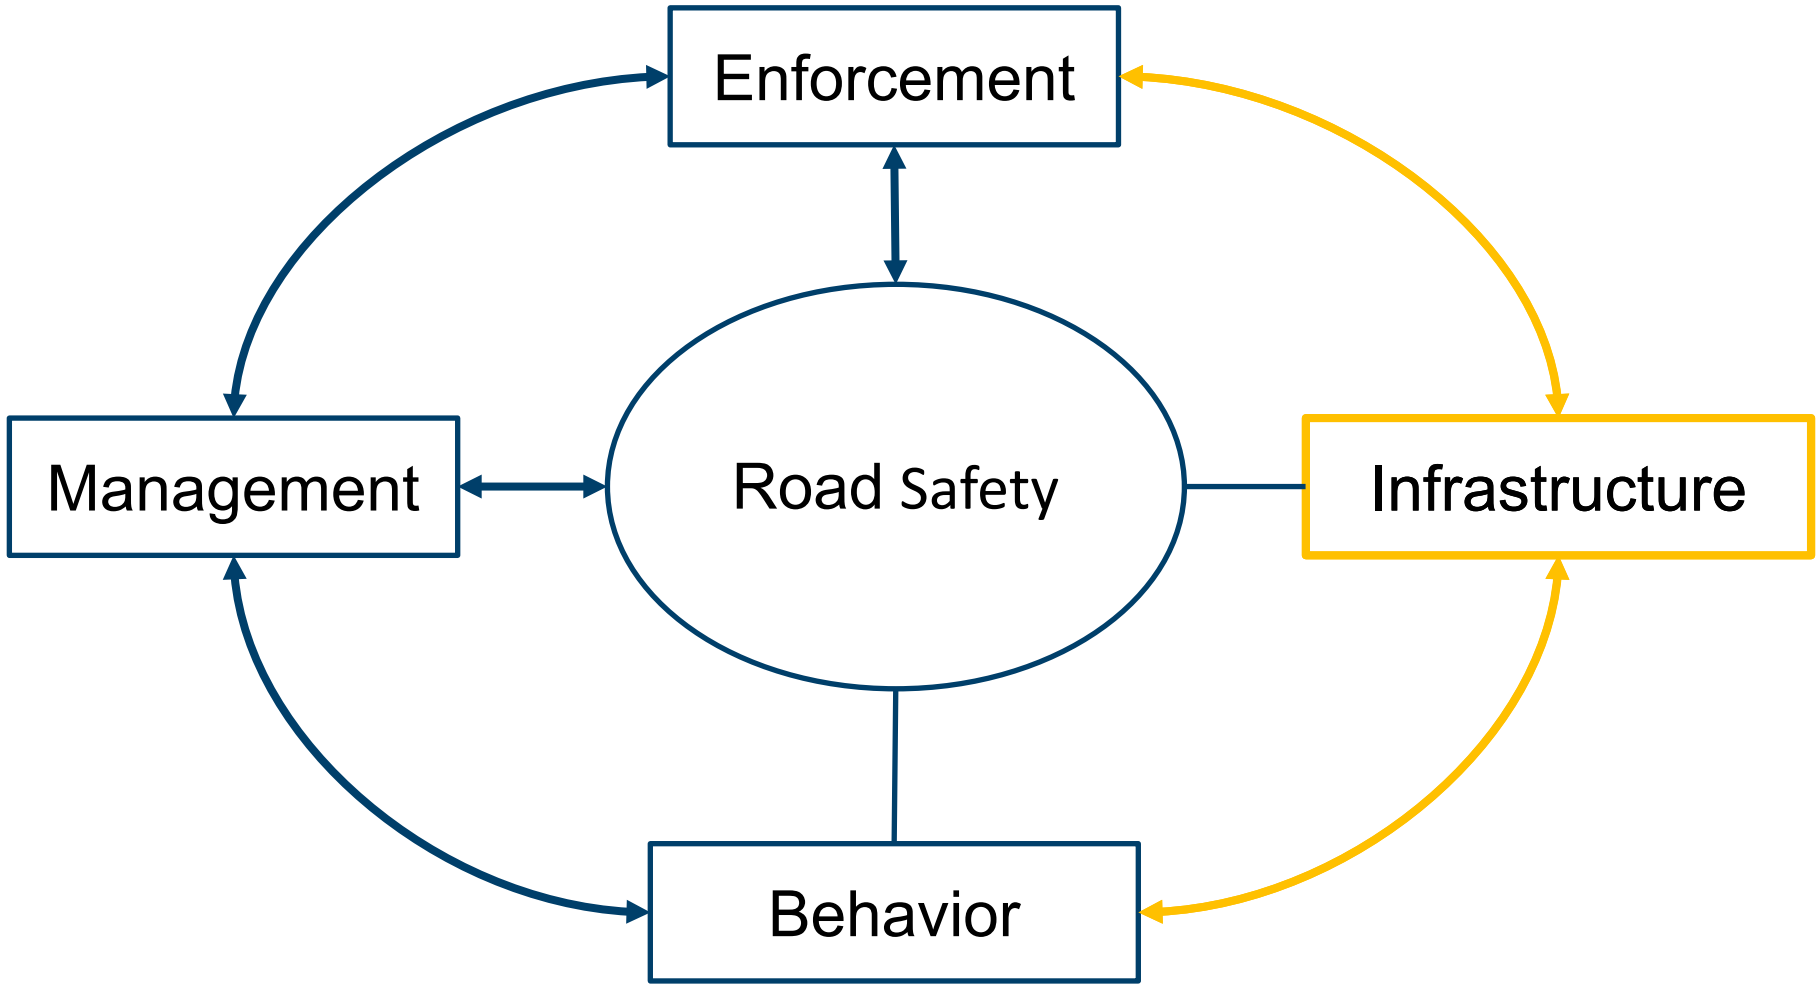 Enforcement
Management
Road Safety
Infrastructure
Behavior